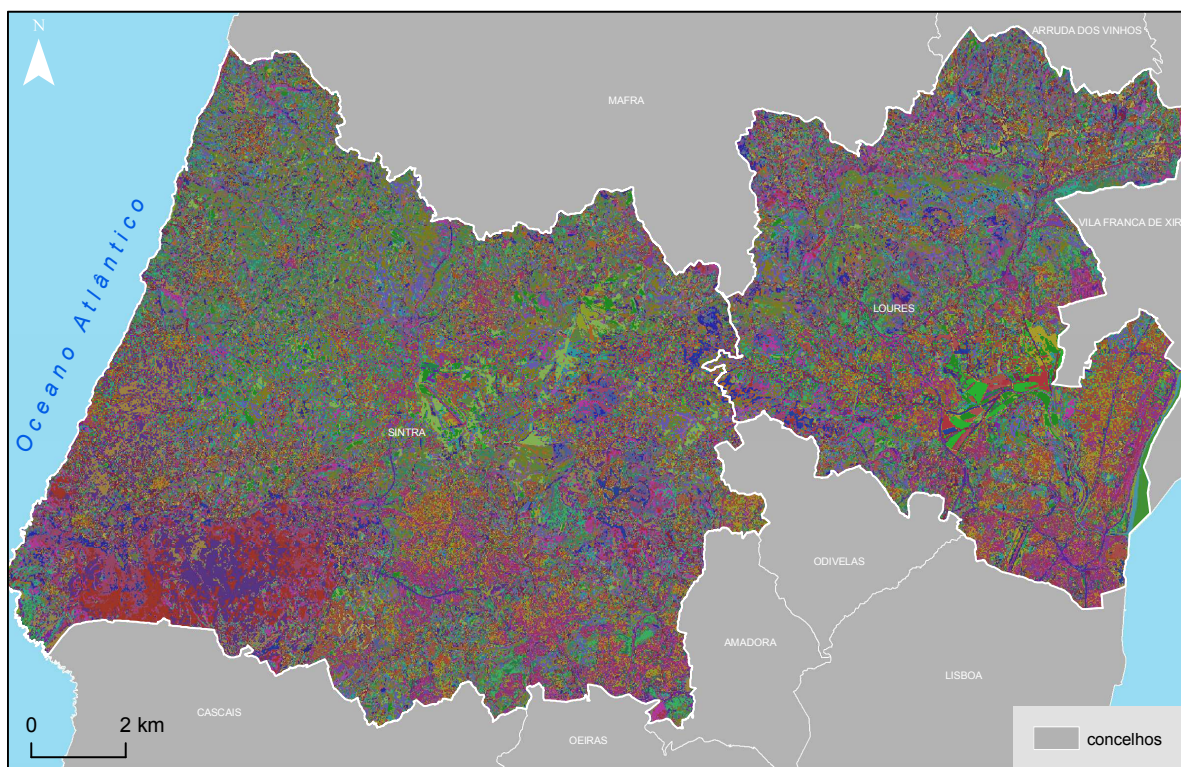 N
ARRUDA DOS VINHOS
MAFRA
Oceano Atlântico
VILA FRANCA DE XIR
LOURES
SINTRA
ODIVELAS
AMADORA
LISBOA
CASCAIS
OEIRAS
0 2 km
concelhos